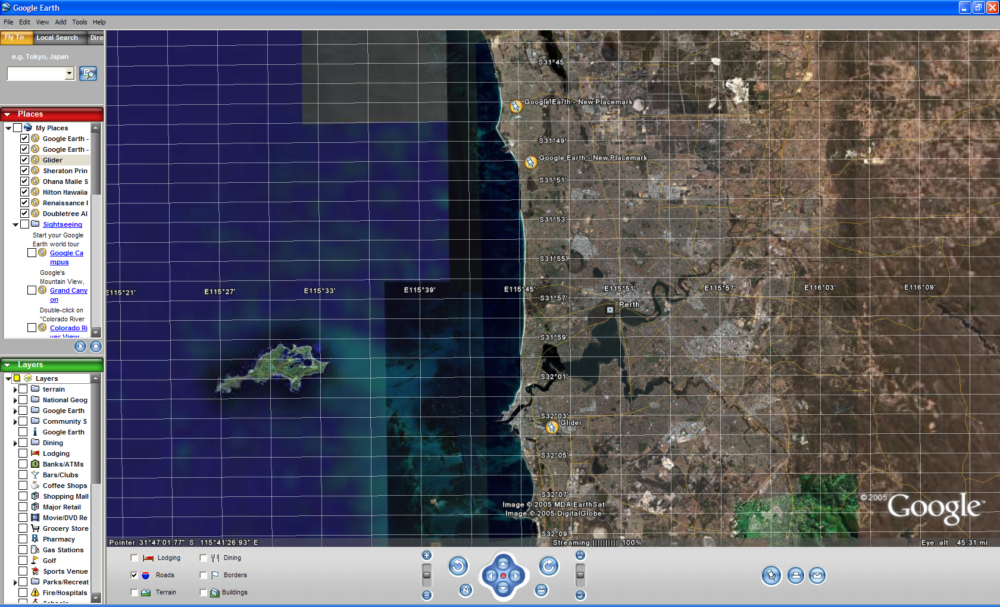 Google Earth
File Edit View Add Tools Help
Fly To Local Search Dire
e.g. Tokyo, Japan
Places
My Places
Google Earth -
Google Earth -
Glider
Sheraton Prin
Ohana Maile S
Hilton Hawaiia
Renaissance I
Doubletree Al
Sightseeing
Start your Google
Earth world tour
Google Ca
mpus
Google's
Mountain View,
Grand Cany
on
Double-click on
"Colorado River
Colorado Ri
ver View
Layers
Layers
terrain
National Geog
Google Earth
Community S
Google Earth
Dining
Lodging
Banks/ATMs
Bars/Clubs
Coffee Shops
Shopping Mall
Major Retail
Movie/DVD Re
Grocery Store
Pharmacy
Gas Stations
Golf
Sports Venue
Parks/Recreat
Fire/Hospitals
Schools
S31°45'
Google Earth - New Placemark
S31°49'
Google Earth - New Placemark
S31°51'
S31°53'
S31°55'
E115°21' E115°27' E115°33' E115°39' E115°45' E115°51' E115°57' E116°03' E116°09'
S31°57'
Perth
S31°59'
S32°01'
S32°03'
Glider
S32°05'
S32°07'
Image © 2005 MDA EarthSat
Image © 2005 DigitalGlobe
© 2005 Google™
S32°09'
Pointer 31°47'01.77" S 115°41'26.93" E
Streaming |||||||||| 100%
Eye alt 45.31 mi
Lodging Dining
Roads Borders
Terrain Buildings
N